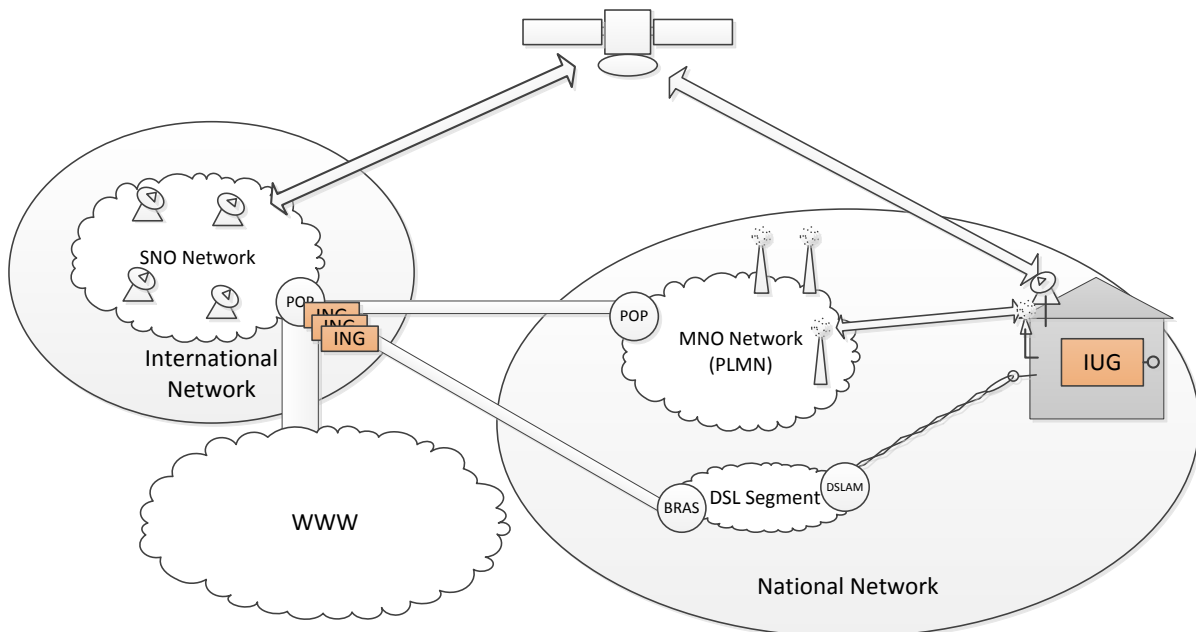 SNO Network
POP
ING
ING
ING
International
Network
POP
MNO Network
(PLMN)
IUG
DSL Segment
DSLAM
BRAS
WWW
National Network